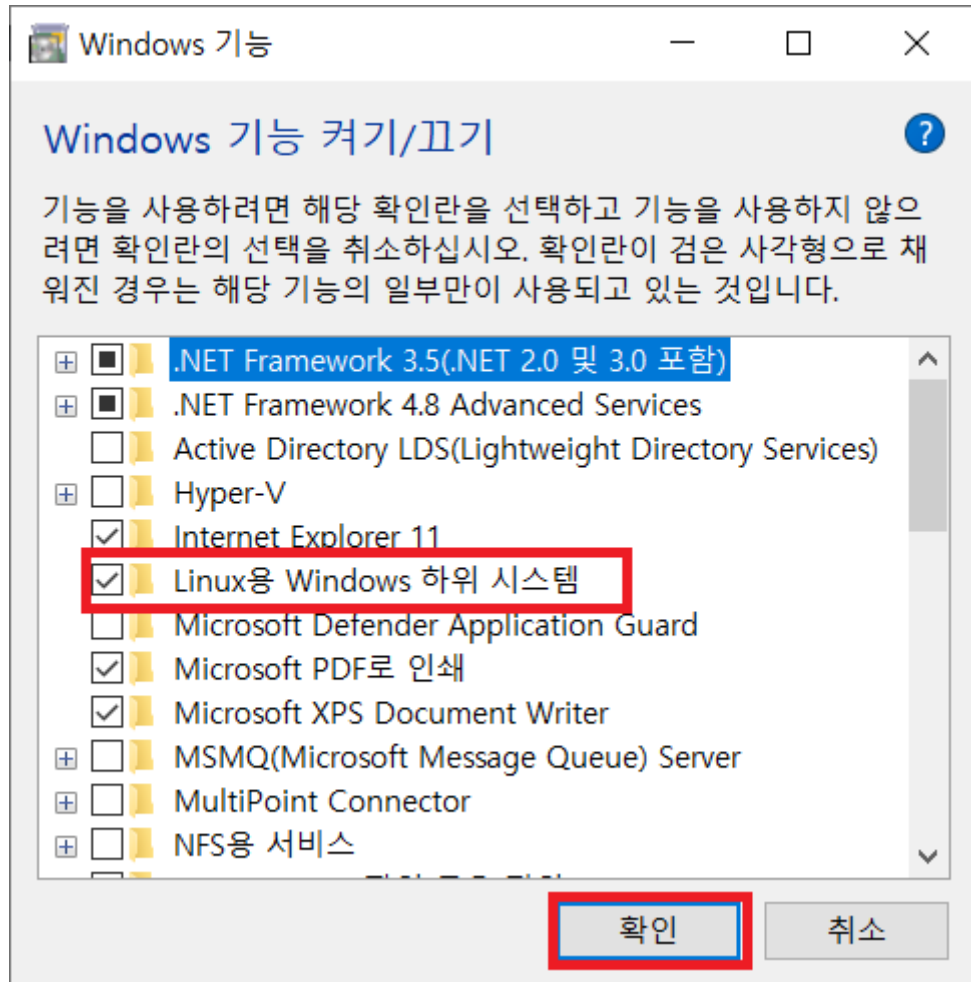 Windows 기능
Windows 기능 켜기/끄기
?
기능을 사용하려면 해당 확인란을 선택하고 기능을 사용하지 않으
려면 확인란의 선택을 취소하십시오. 확인란이 검은 사각형으로 채
워진 경우는 해당 기능의 일부만이 사용되고 있는 것입니다.
.NET Framework 3.5(.NET 2.0 및 3.0 포함)
.NET Framework 4.8 Advanced Services
Active Directory LDS(Lightweight Directory Services)
Hyper-V
Internet Explorer 11
Linux용 Windows 하위 시스템
Microsoft Defender Application Guard
Microsoft PDF로 인쇄
Microsoft XPS Document Writer
MSMQ(Microsoft Message Queue) Server
MultiPoint Connector
NFS용 서비스
확인
취소